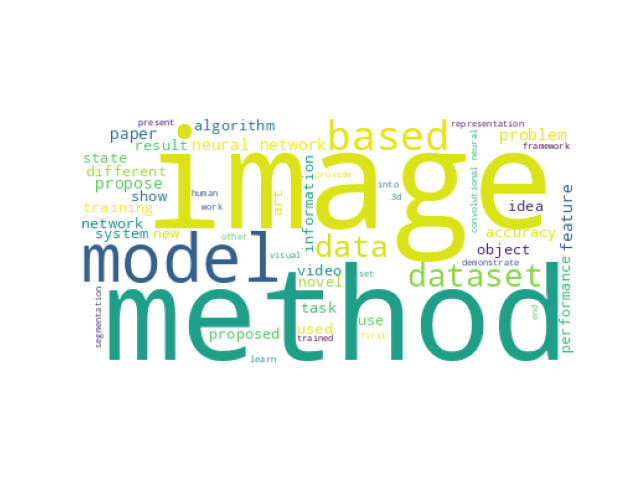 present
algorithm
representation
paper
based
problem
result
neural network
framework
state
image
different
provide
propose
human
into
show
art
information
convolutional neural
training
work
3d
idea
feature
network
system
new
other
data
accuracy
model
visual
object
video
set
dataset
demonstrate
novel
performance
segmentation
method
task
end
proposed
used
use
trained
first
learn